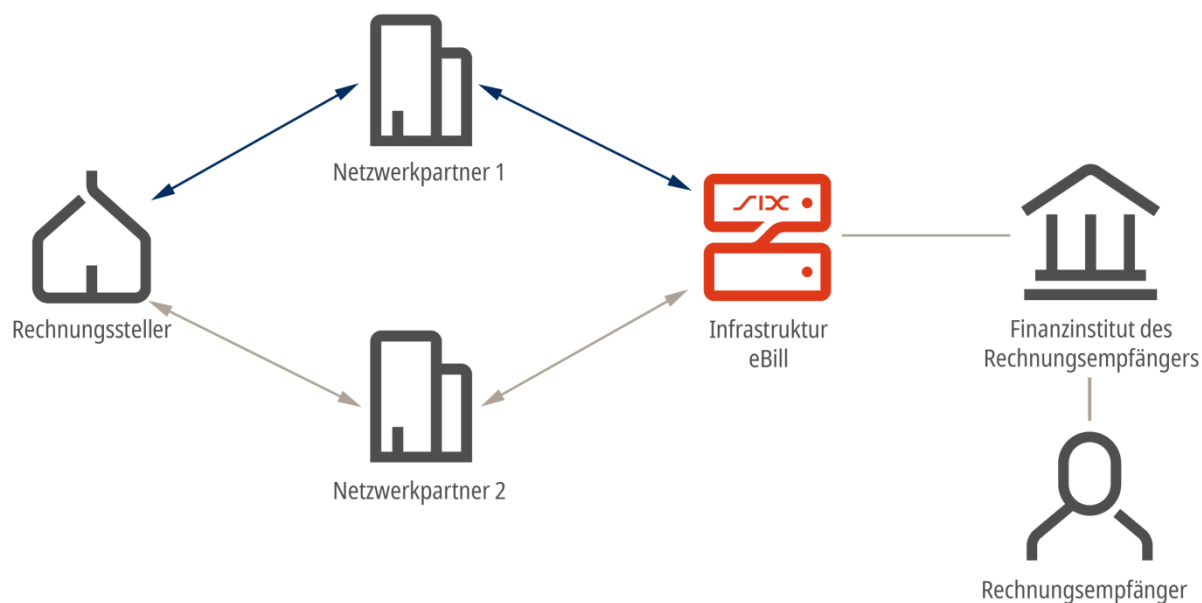 Netzwerkpartner 1
SIX
Rechnungssteller
Infrastruktur
eBill
Finanzinstitut des
Rechnungsempfängers
Netzwerkpartner 2
Rechnungsempfänger